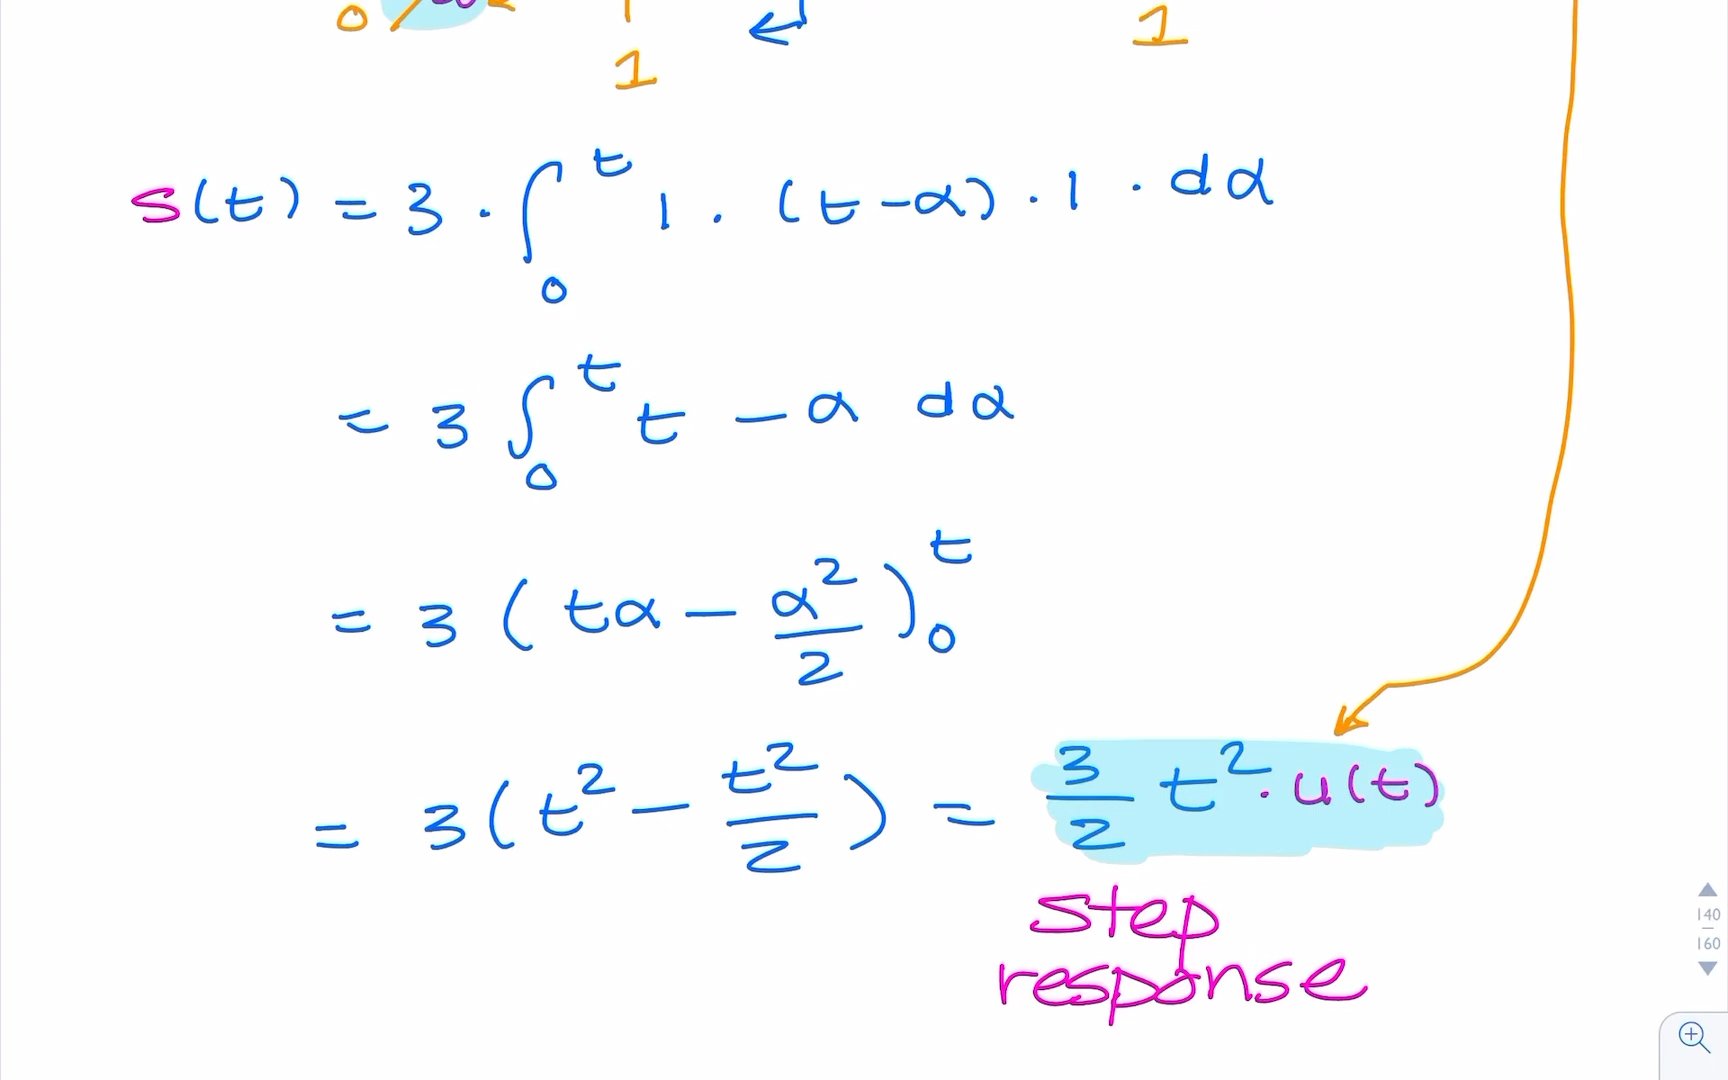 0 1 1
s(t) = 3 · ∫₀ᵗ 1 · (t-α) · 1 · dα
= 3 ∫₀ᵗ t - α dα
= 3 ( tα - α²/2 )₀ᵗ
= 3(t² - t²/2) = 3/2 t² · u(t)
step
response
140
160